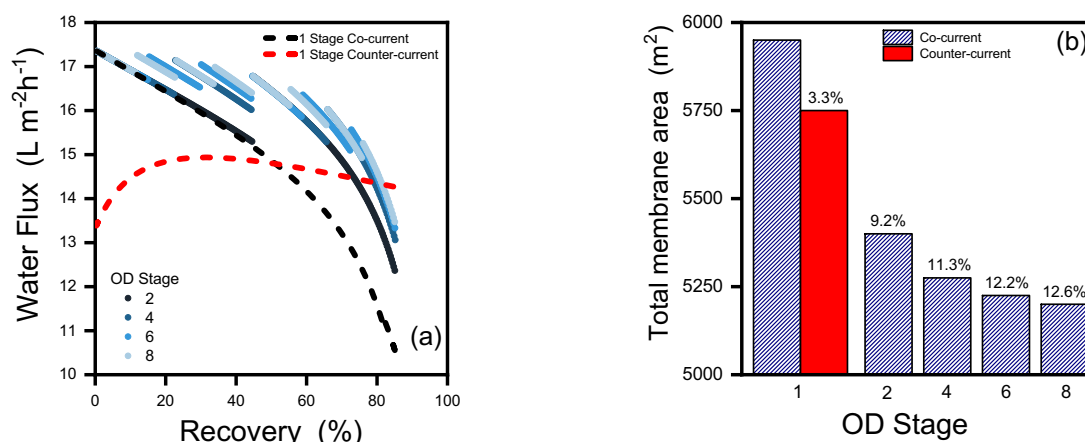 18
17
16
15
14
13
12
11
10
Water Flux (L m⁻²h⁻¹)
1 Stage Co-current
1 Stage Counter-current
OD Stage
2
4
6
8
(a)
0 20 40 60 80 100
Recovery (%)
6000
5750
5500
5250
5000
Total membrane area (m²)
Co-current
Counter-current
(b)
3.3%
9.2%
11.3%
12.2%
12.6%
1 2 4 6 8
OD Stage